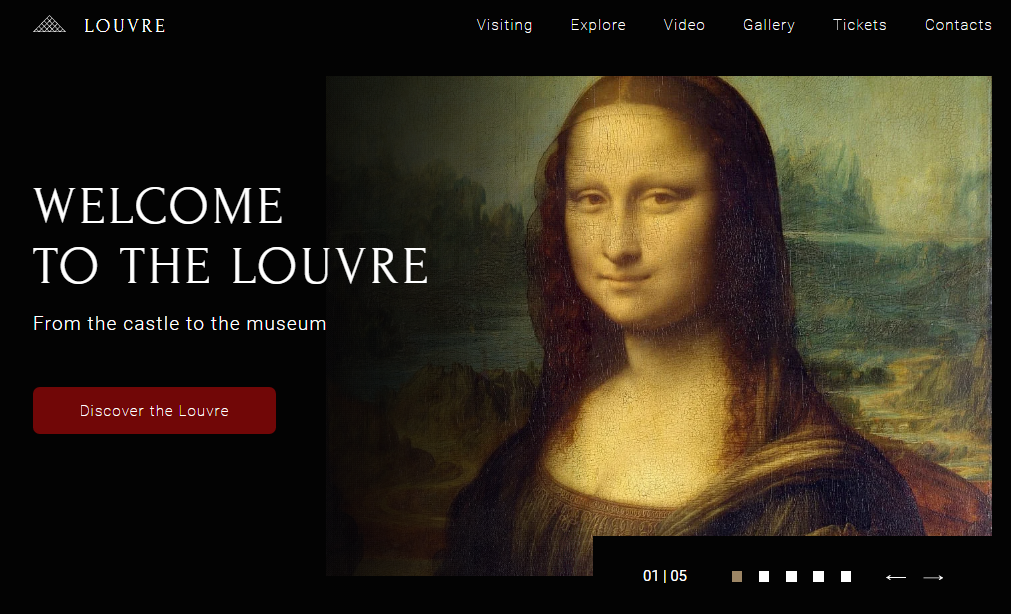 LOUVRE
Visiting Explore Video Gallery Tickets Contacts
WELCOME
TO THE LOUVRE
From the castle to the museum
Discover the Louvre
01 | 05